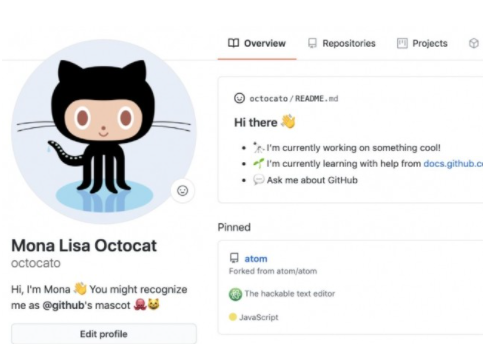 Overview Repositories Projects
octocato / README.md
Hi there 👋
I'm currently working on something cool!
🌱 I'm currently learning with help from docs.github.co
💬 Ask me about GitHub
Pinned
atom
Forked from atom/atom
The hackable text editor
JavaScript
Mona Lisa Octocat
octocato
Hi, I'm Mona 👋 You might recognize
me as @github's mascot 🐙😸
Edit profile